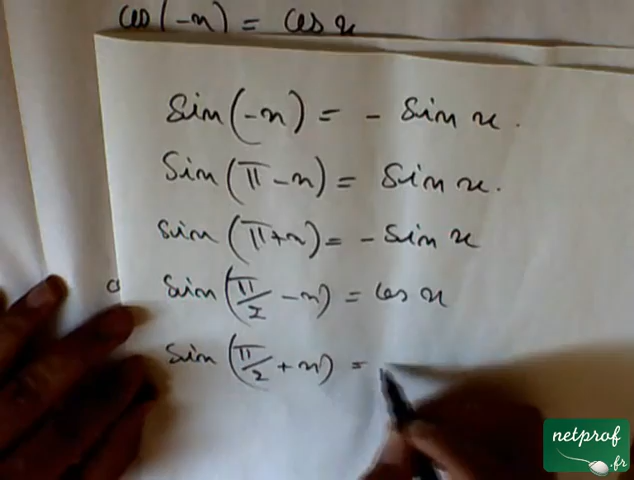 cos(-x) = cos x
Sin(-x) = - Sin x.
Sin(π-x) = Sin x.
Sin(π+x) = -Sin x
Sin(π/2 -x) = cos x
Sin(π/2 +x) =
netprof
.fr